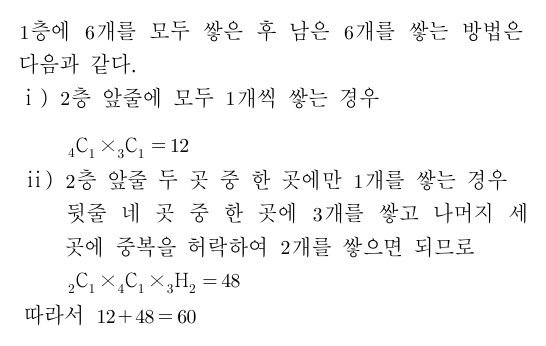 1층에 6개를 모두 쌓은 후 남은 6개를 쌓는 방법은
다음과 같다.
ⅰ) 2층 앞줄에 모두 1개씩 쌓는 경우
₄C₁×₃C₁=12
ⅱ) 2층 앞줄 두 곳 중 한 곳에만 1개를 쌓는 경우
뒷줄 네 곳 중 한 곳에 3개를 쌓고 나머지 세
곳에 중복을 허락하여 2개를 쌓으면 되므로
₂C₁×₄C₁×₃H₂=48
따라서 12+48=60